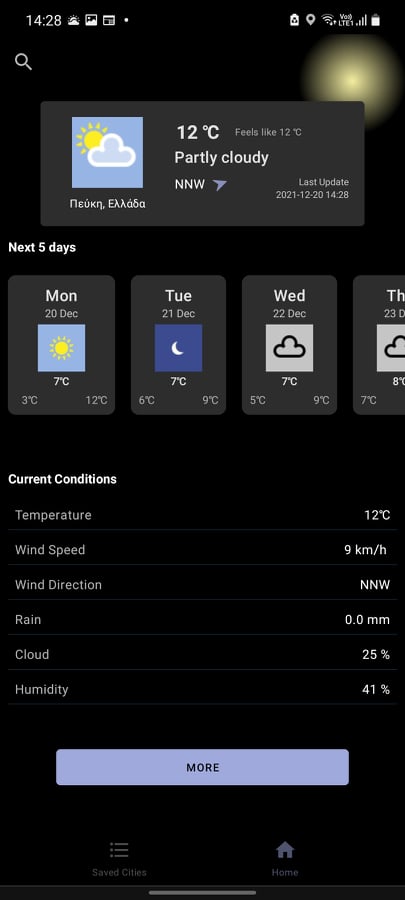 14:28
Vo))
LTE1
12 ℃ Feels like 12 ℃
Partly cloudy
NNW
Last Update
2021-12-20 14:28
Πεύκη, Ελλάδα
Next 5 days
Mon
20 Dec
7℃
3℃ 12℃
Tue
21 Dec
7℃
6℃ 9℃
Wed
22 Dec
7℃
5℃ 9℃
Th
23 D
8℃
7℃
Current Conditions
Temperature 12℃
Wind Speed 9 km/h
Wind Direction NNW
Rain 0.0 mm
Cloud 25 %
Humidity 41 %
MORE
Saved Cities Home